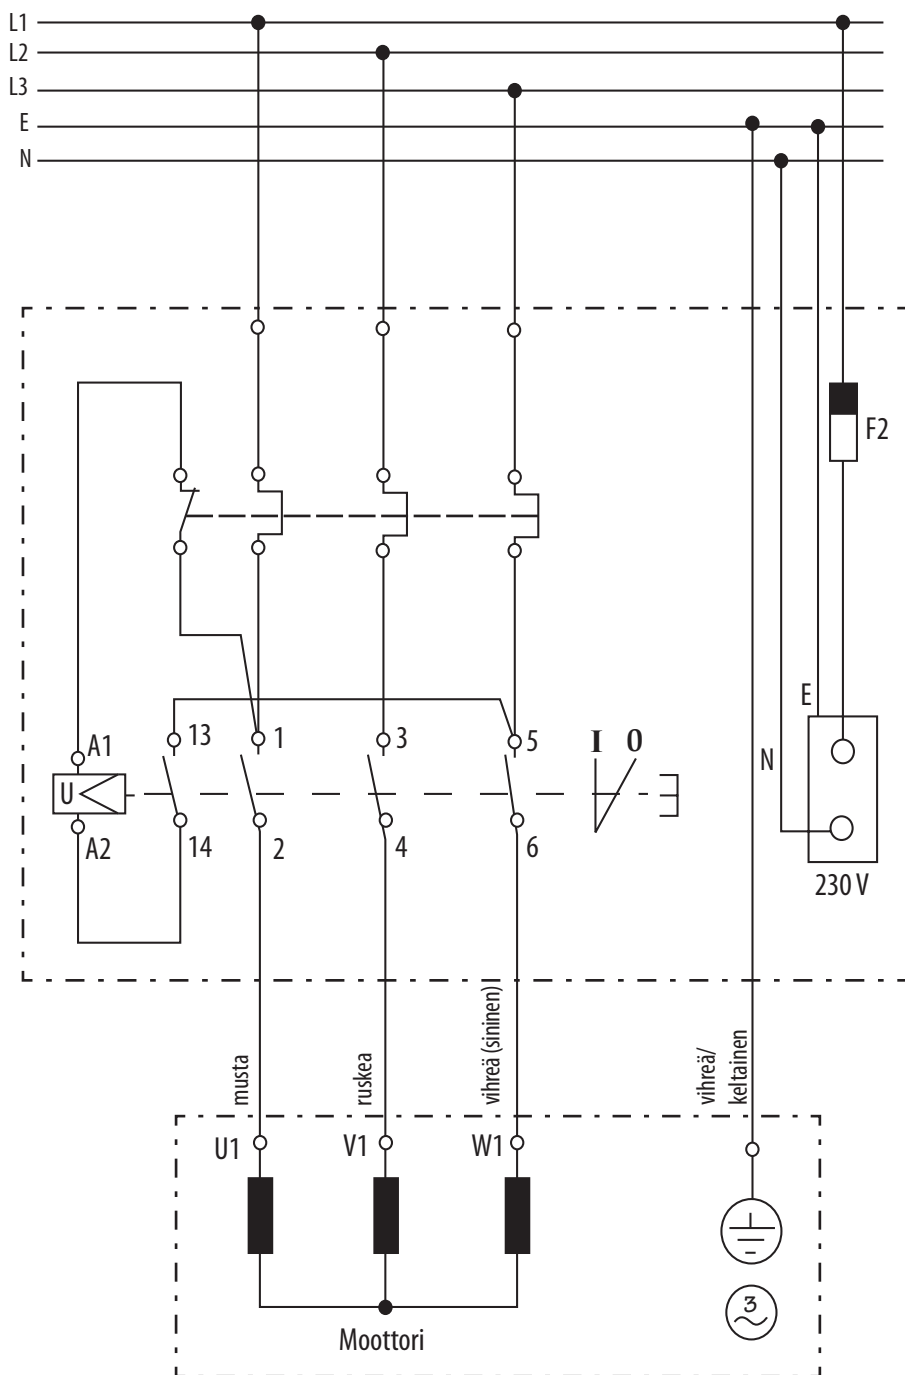 L1
L2
L3
E
N
F2
E
I 0
A1
13
1
3
5
N
U
A2
14
2
4
6
230 V
musta
ruskea
vihreä (sininen)
vihreä/
keltainen
U1
V1
W1
3
Moottori